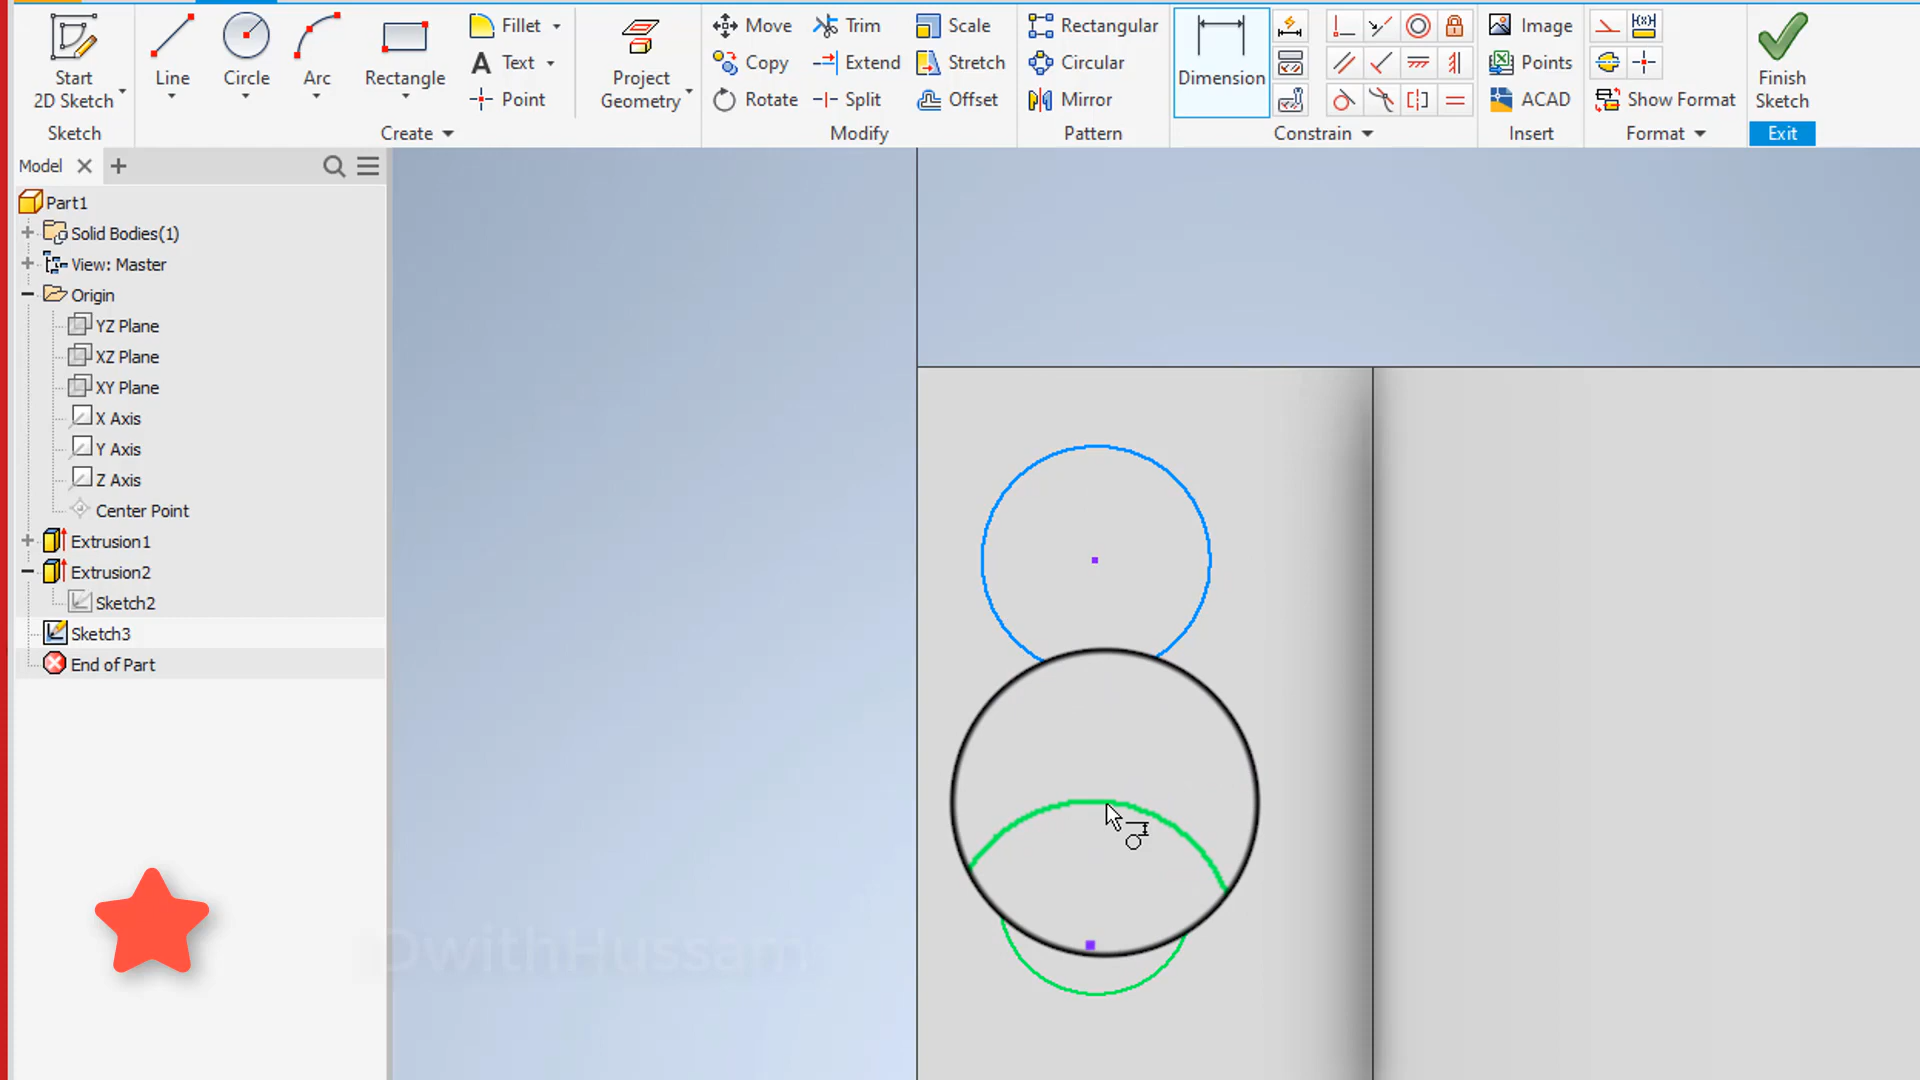 Start
2D Sketch
Line
Circle
Arc
Rectangle
Fillet
Text
Point
Project
Geometry
Move
Copy
Rotate
Trim
Extend
Split
Scale
Stretch
Offset
Rectangular
Circular
Mirror
Dimension
Image
Points
ACAD
Show Format
Finish
Sketch
Sketch
Create
Modify
Pattern
Constrain
Insert
Format
Exit
Model
Part1
Solid Bodies(1)
View: Master
Origin
YZ Plane
XZ Plane
XY Plane
X Axis
Y Axis
Z Axis
Center Point
Extrusion1
Extrusion2
Sketch2
Sketch3
End of Part
DwithHussam